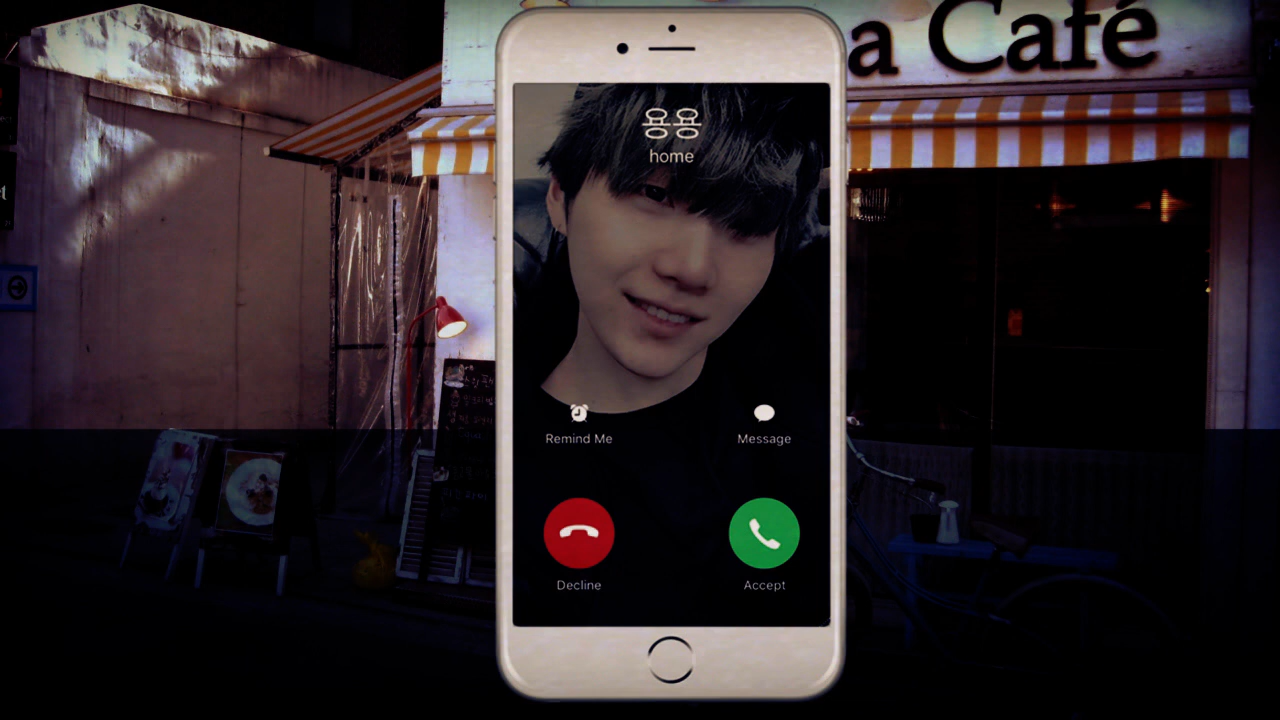 a Café
용용
home
Remind Me
Message
Decline
Accept